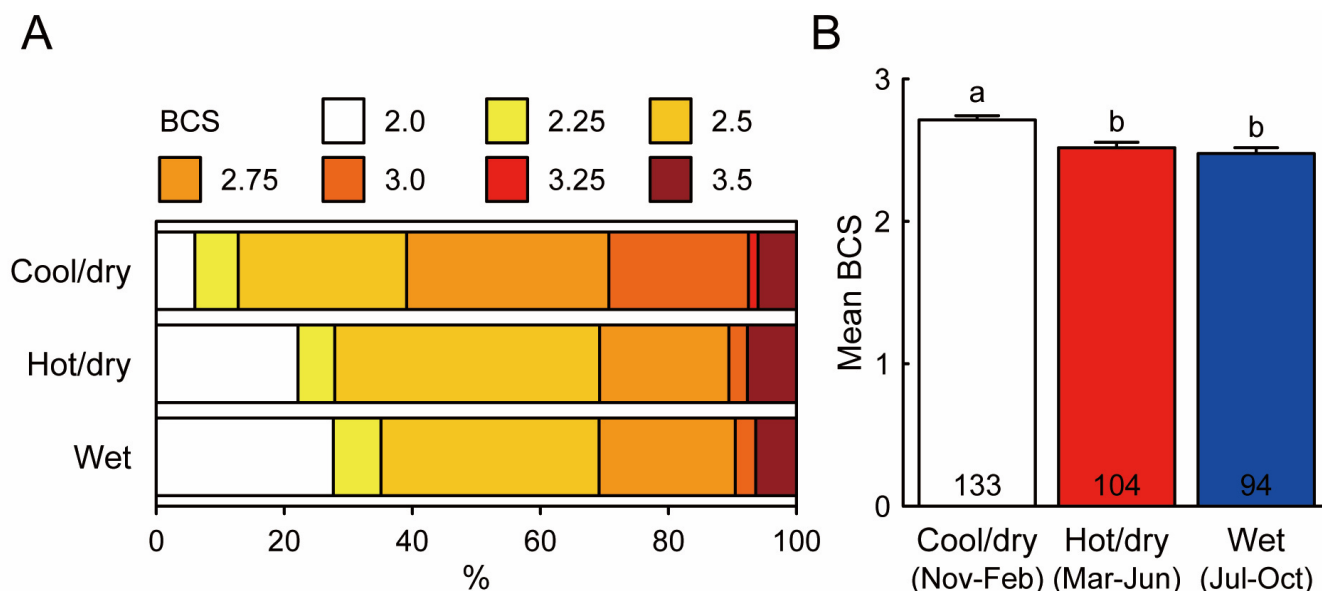 A
BCS 2.0 2.25 2.5
2.75 3.0 3.25 3.5
Cool/dry
Hot/dry
Wet
0 20 40 60 80 100
%
B
Mean BCS
3
2
1
0
a
b
b
133
104
94
Cool/dry Hot/dry Wet
(Nov-Feb) (Mar-Jun) (Jul-Oct)